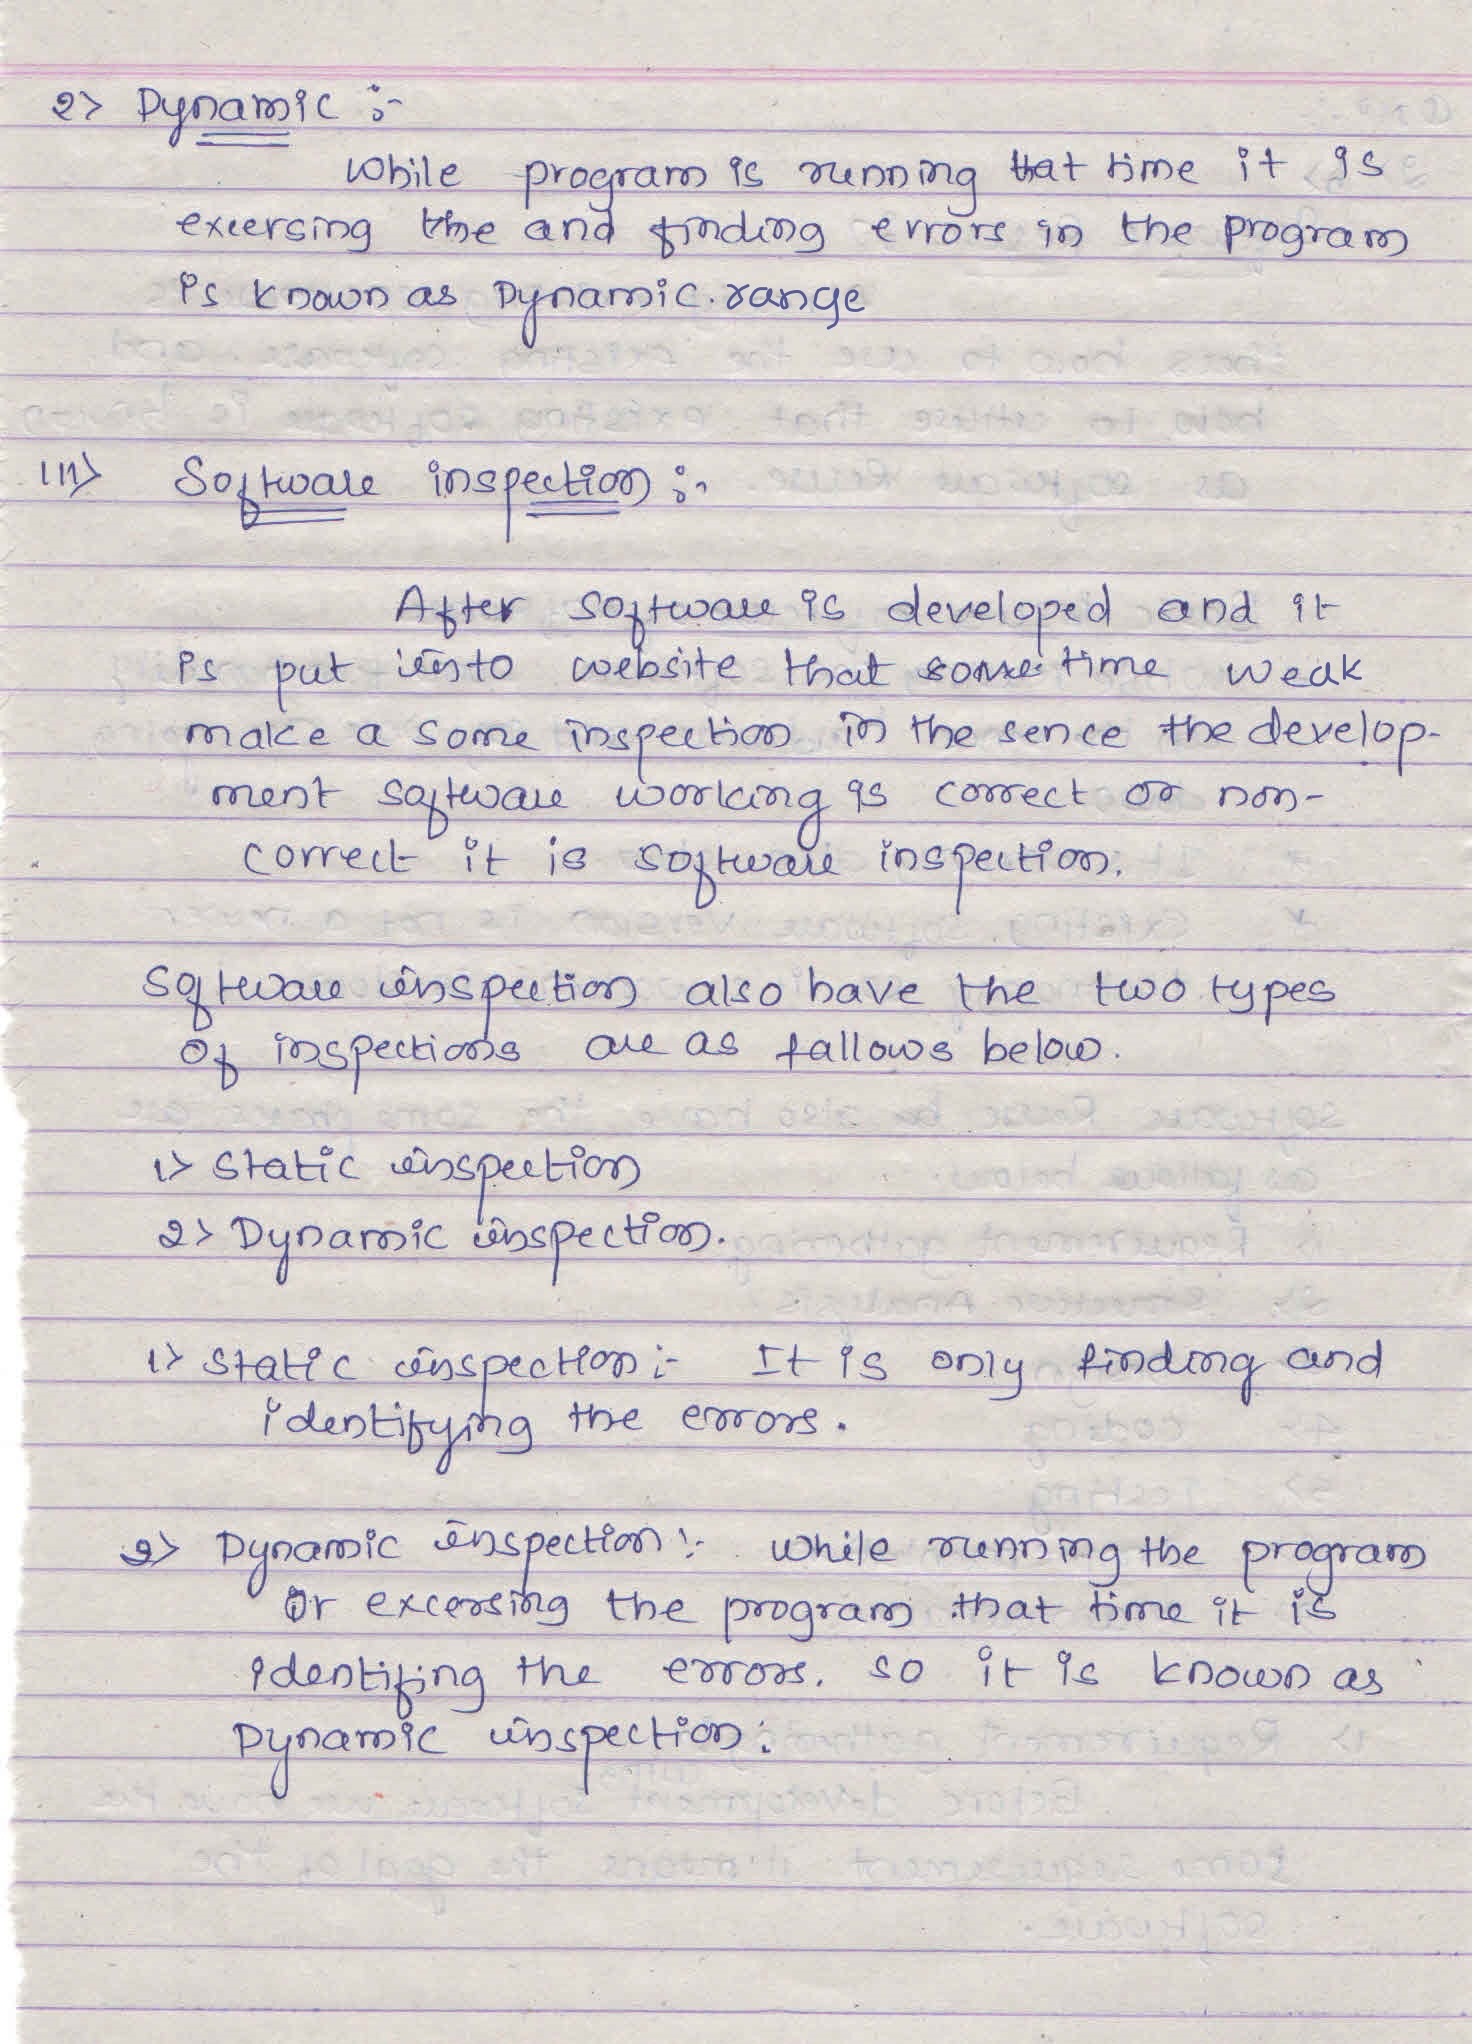 2> Dynamic :-
While program is running that time it is
excersing the and finding errors in the program
is known as Dynamic. range
III> Software inspection :-
After software is developed and it
is put into website that some time weak
make a some inspection in the sence the develop-
ment software working is correct or non-
correct it is software inspection.
Software inspection also have the two types
of inspections are as fallows below.
1> Static inspection
2> Dynamic inspection.
1> Static inspection :- It is only finding and
identifying the errors.
2> Dynamic inspection :- While running the program
or excersing the program that time it is
identifing the errors. so it is known as
Dynamic inspection.